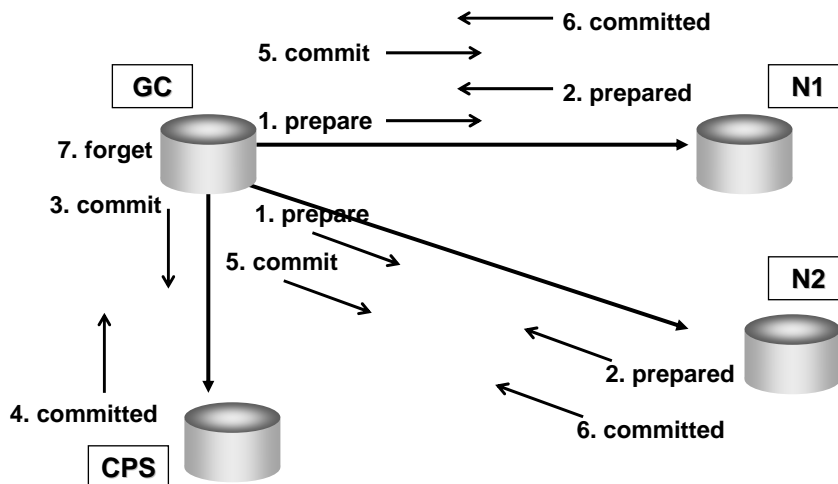 6. committed
5. commit
GC
N1
2. prepared
1. prepare
7. forget
3. commit
1. prepare
5. commit
N2
2. prepared
4. committed
6. committed
CPS